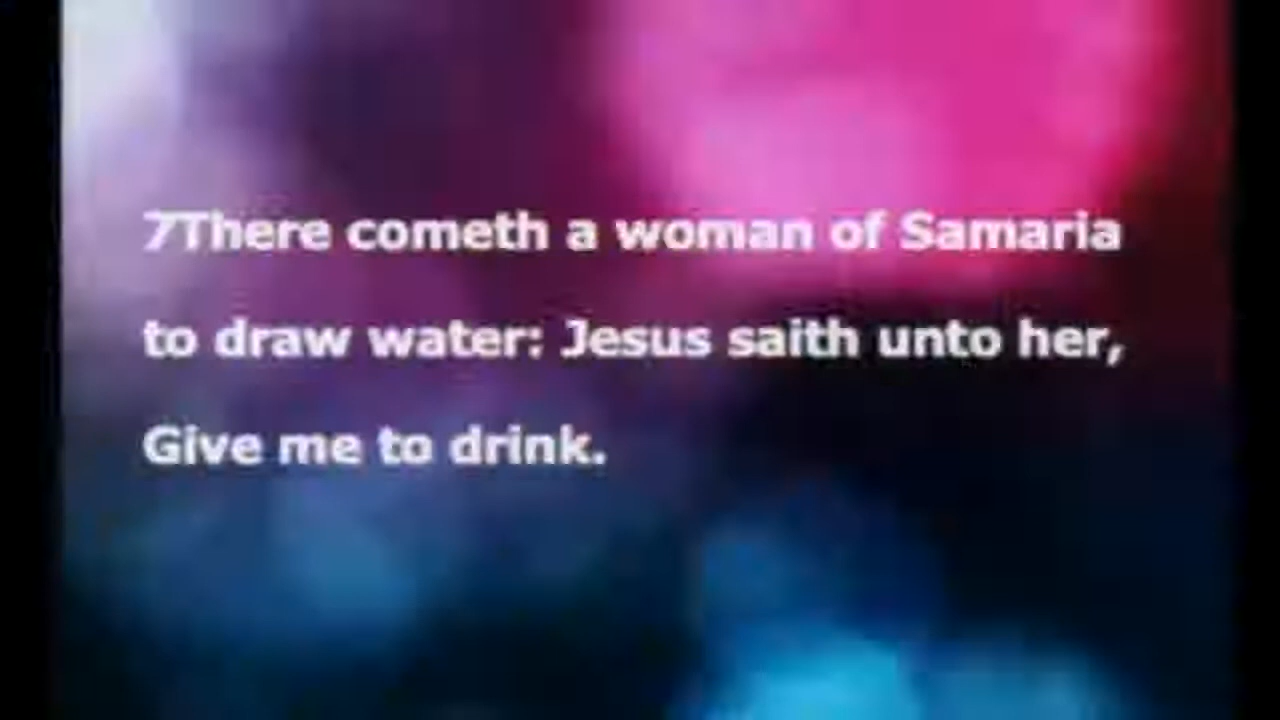 7There cometh a woman of Samaria
to draw water: Jesus saith unto her,
Give me to drink.